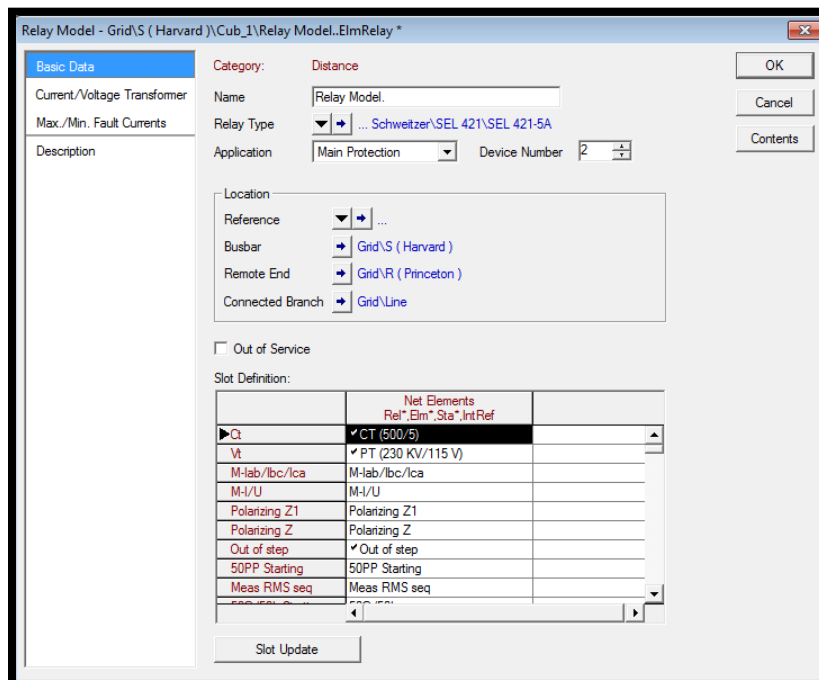 Relay Model - Grid\S ( Harvard )\Cub_1\Relay Model..ElmRelay *
Basic Data
Current/Voltage Transformer
Max./Min. Fault Currents
Description
Category: Distance
Name Relay Model.
Relay Type ... Schweitzer\SEL 421\SEL 421-5A
Application Main Protection Device Number 2
Location
Reference ...
Busbar Grid\S ( Harvard )
Remote End Grid\R ( Princeton )
Connected Branch Grid\Line
Out of Service
Slot Definition:
Net Elements
Rel*,Elm*,Sta*,IntRef
Ct CT (500/5)
Vt PT (230 KV/115 V)
M-Iab/Ibc/Ica M-Iab/Ibc/Ica
M-I/U M-I/U
Polarizing Z1 Polarizing Z1
Polarizing Z Polarizing Z
Out of step Out of step
50PP Starting 50PP Starting
Meas RMS seq Meas RMS seq
Slot Update
OK
Cancel
Contents